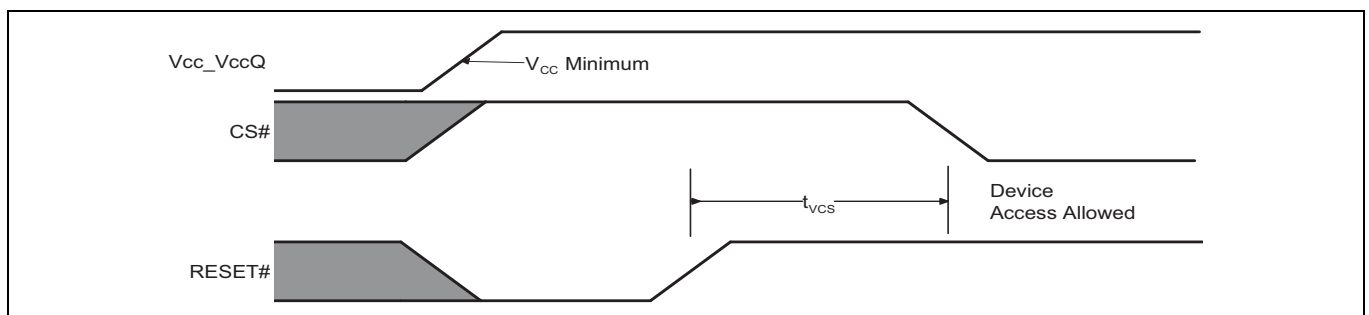 Vcc_VccQ
VCC Minimum
CS#
tVCS
Device
Access Allowed
RESET#